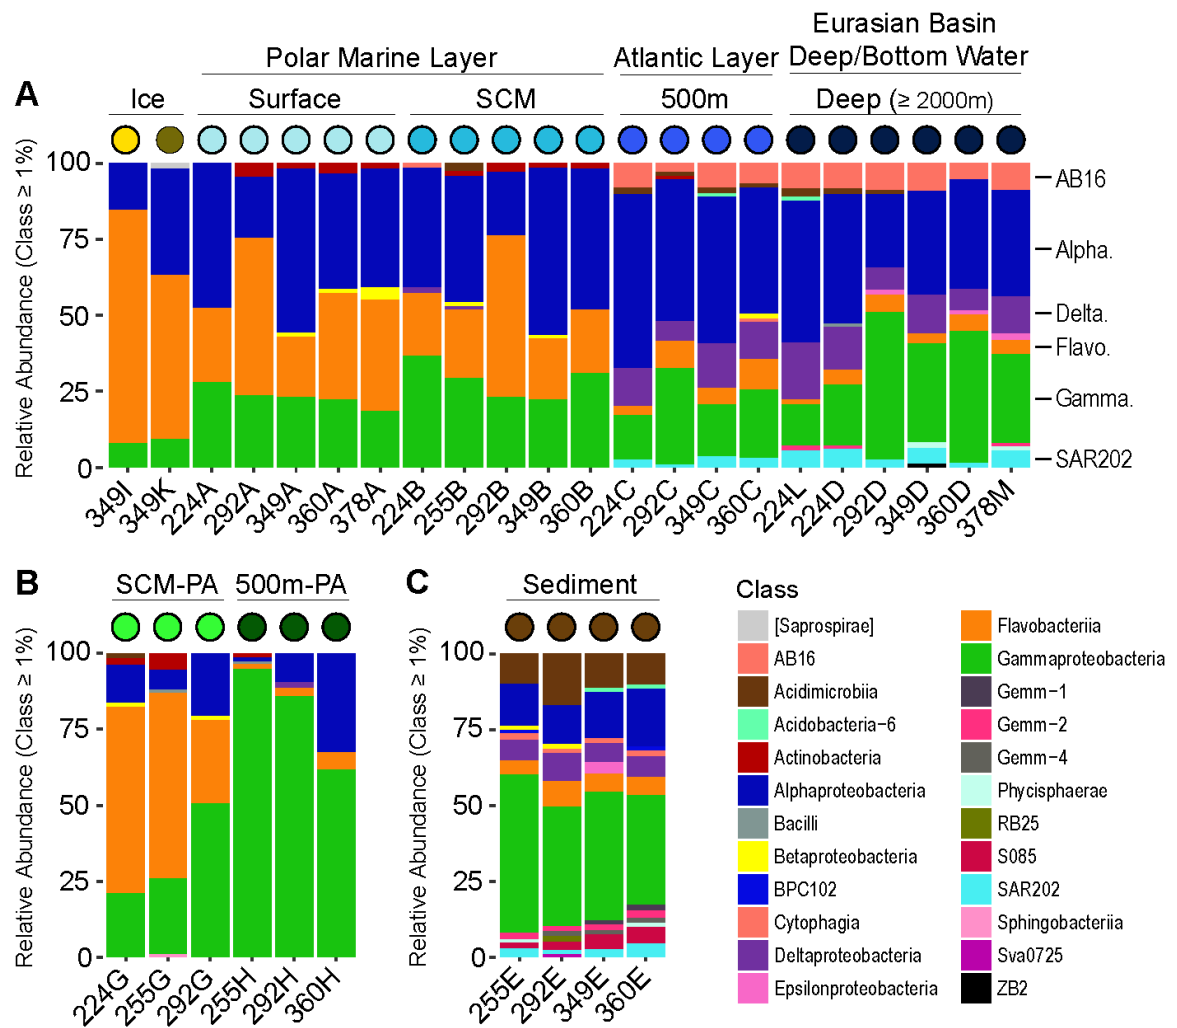 Eurasian Basin
Polar Marine Layer Atlantic Layer Deep/Bottom Water
A Ice Surface SCM 500m Deep (≥ 2000m)
Relative Abundance (Class ≥ 1%)
100
75
50
25
0
AB16
Alpha.
Delta.
Flavo.
Gamma.
SAR202
349I 349K 224A 292A 349A 360A 378A 224B 255B 292B 349B 360B 224C 292C 349C 360C 224L 224D 292D 349D 360D 378M
B SCM-PA 500m-PA
Relative Abundance (Class ≥ 1%)
100
75
50
25
0
224G 255G 292G 255H 292H 360H
C Sediment
Relative Abundance (Class ≥ 1%)
100
75
50
25
0
255E 292E 349E 360E
Class
[Saprospirae]
AB16
Acidimicrobiia
Acidobacteria−6
Actinobacteria
Alphaproteobacteria
Bacilli
Betaproteobacteria
BPC102
Cytophagia
Deltaproteobacteria
Epsilonproteobacteria
Flavobacteriia
Gammaproteobacteria
Gemm−1
Gemm−2
Gemm−4
Phycisphaerae
RB25
S085
SAR202
Sphingobacteriia
Sva0725
ZB2